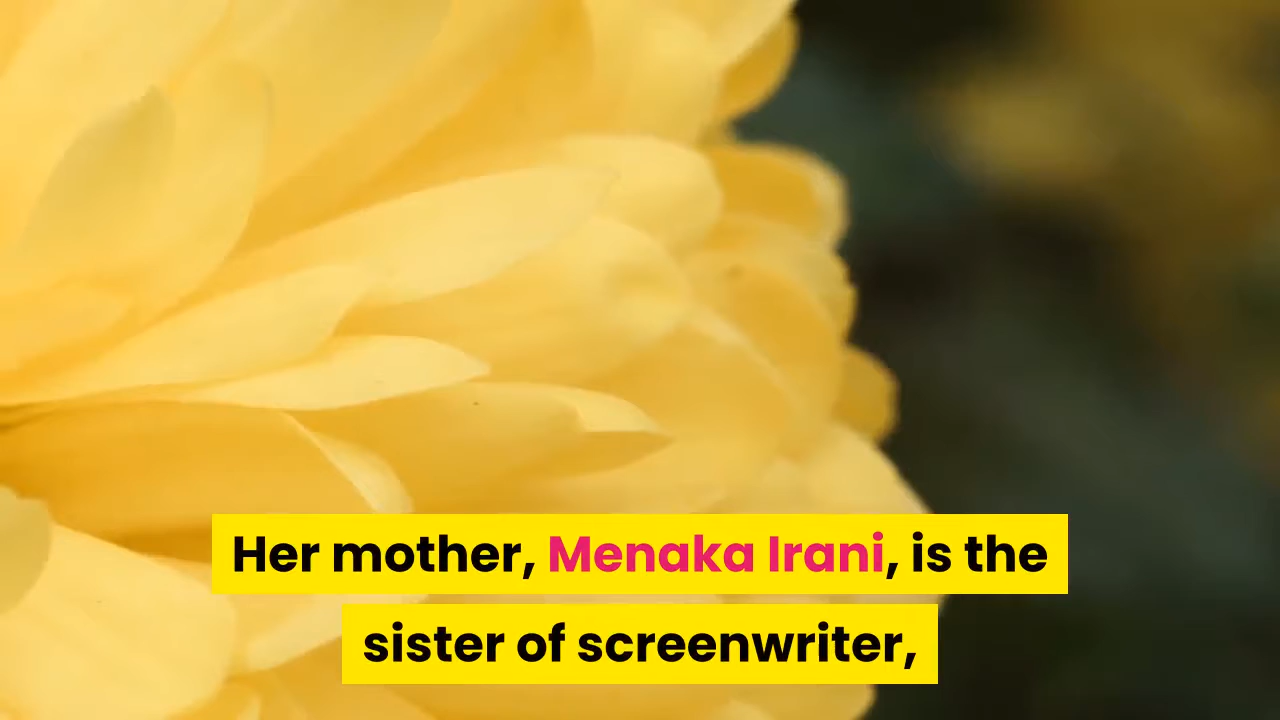 Her mother, Menaka Irani, is the
sister of screenwriter,